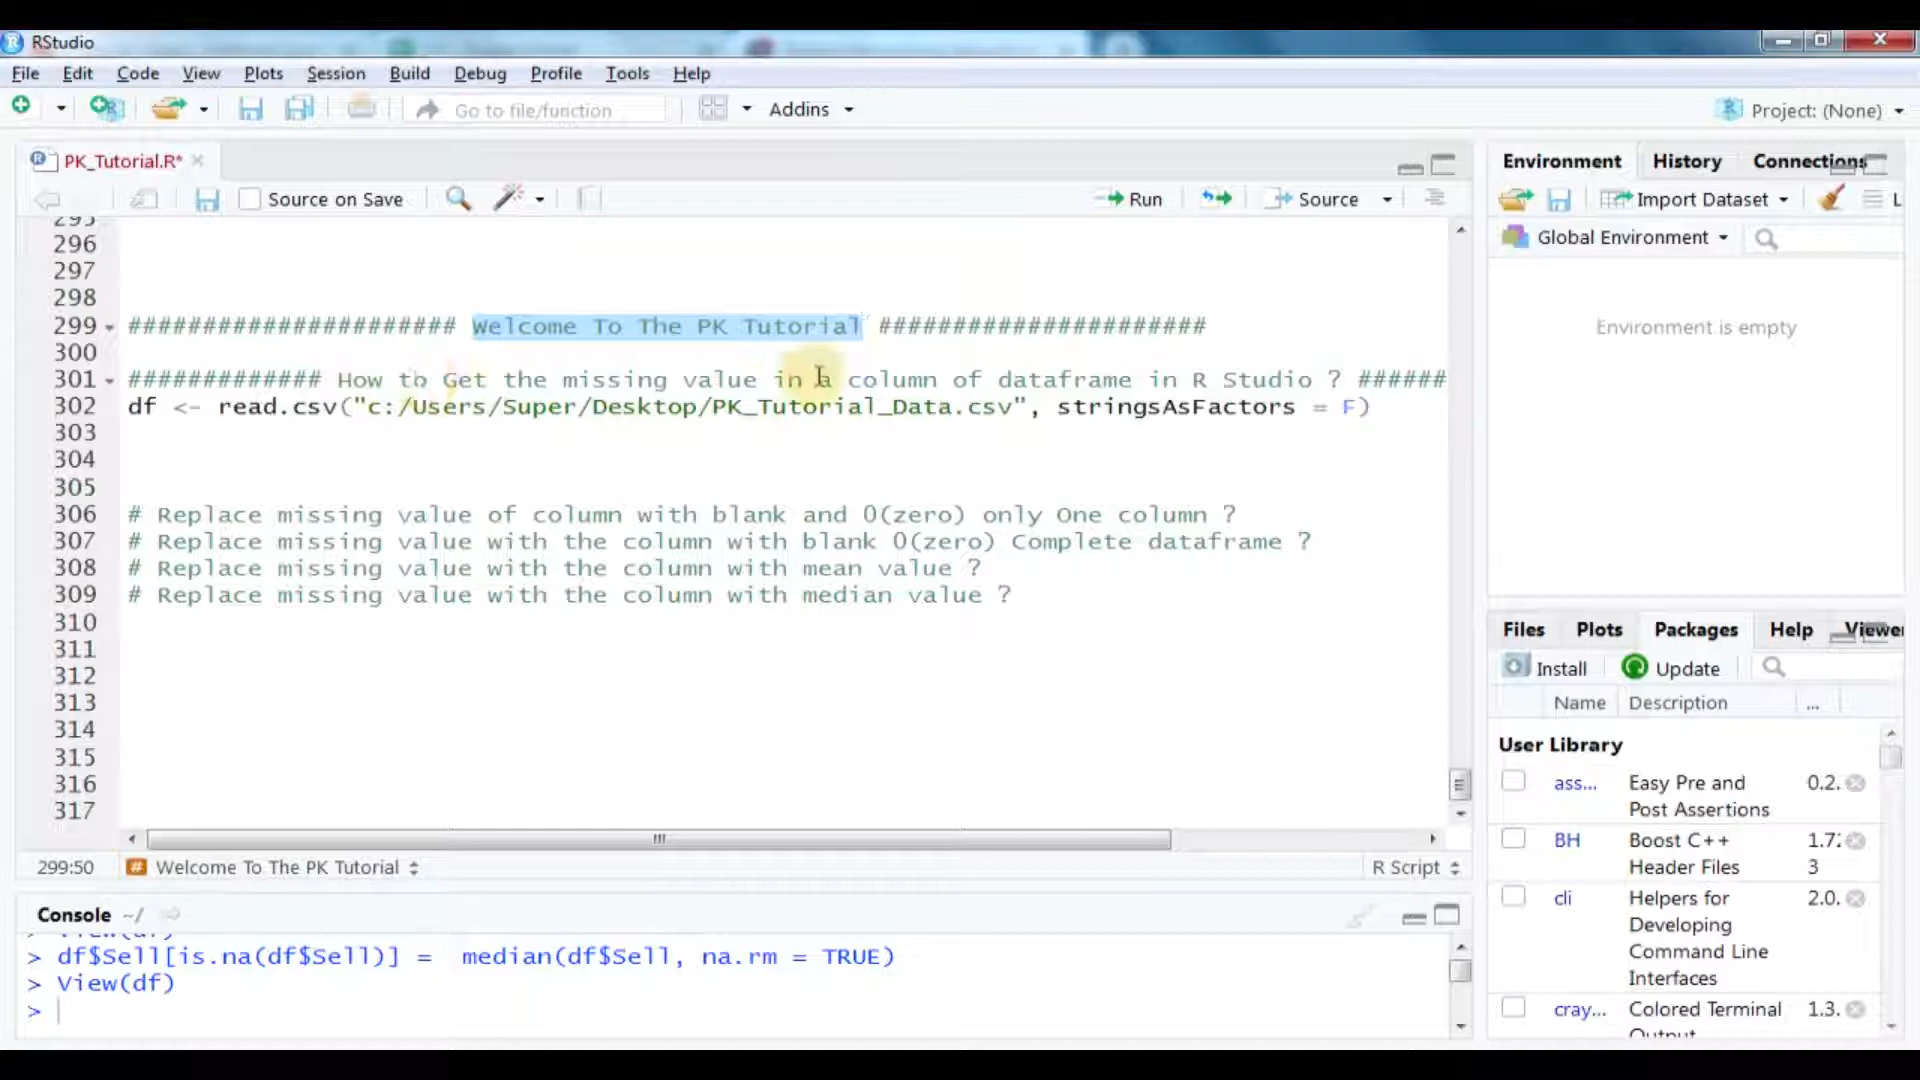 RStudio
File Edit Code View Plots Session Build Debug Profile Tools Help
Go to file/function Addins Project: (None)
PK_Tutorial.R*
Source on Save Run Source
295
296
297
298
299 ###################### Welcome To The PK Tutorial ######################
300
301 ############# How to Get the missing value in a column of dataframe in R Studio ? ######
302 df <- read.csv("c:/Users/Super/Desktop/PK_Tutorial_Data.csv", stringsAsFactors = F)
303
304
305
306 # Replace missing value of column with blank and 0(zero) only One column ?
307 # Replace missing value with the column with blank 0(zero) Complete dataframe ?
308 # Replace missing value with the column with mean value ?
309 # Replace missing value with the column with median value ?
310
311
312
313
314
315
316
317
299:50 Welcome To The PK Tutorial R Script
Console ~/
> View(df)
> df$Sell[is.na(df$Sell)] =  median(df$Sell, na.rm = TRUE)
> View(df)
>
Environment History Connections
Import Dataset L
Global Environment
Environment is empty
Files Plots Packages Help Viewer
Install Update
Name Description ...
User Library
ass... Easy Pre and Post Assertions 0.2.
BH Boost C++ Header Files 1.72 3
cli Helpers for Developing Command Line Interfaces 2.0.
cray... Colored Terminal Output 1.3.